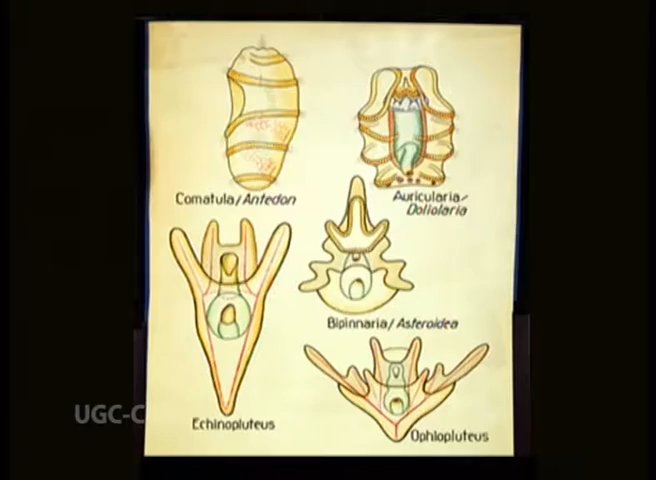 Comatula/Antedon
Auricularia/
Doliolaria
Bipinnaria/Asteroidea
UGC-C
Echinopluteus
Ophiopluteus